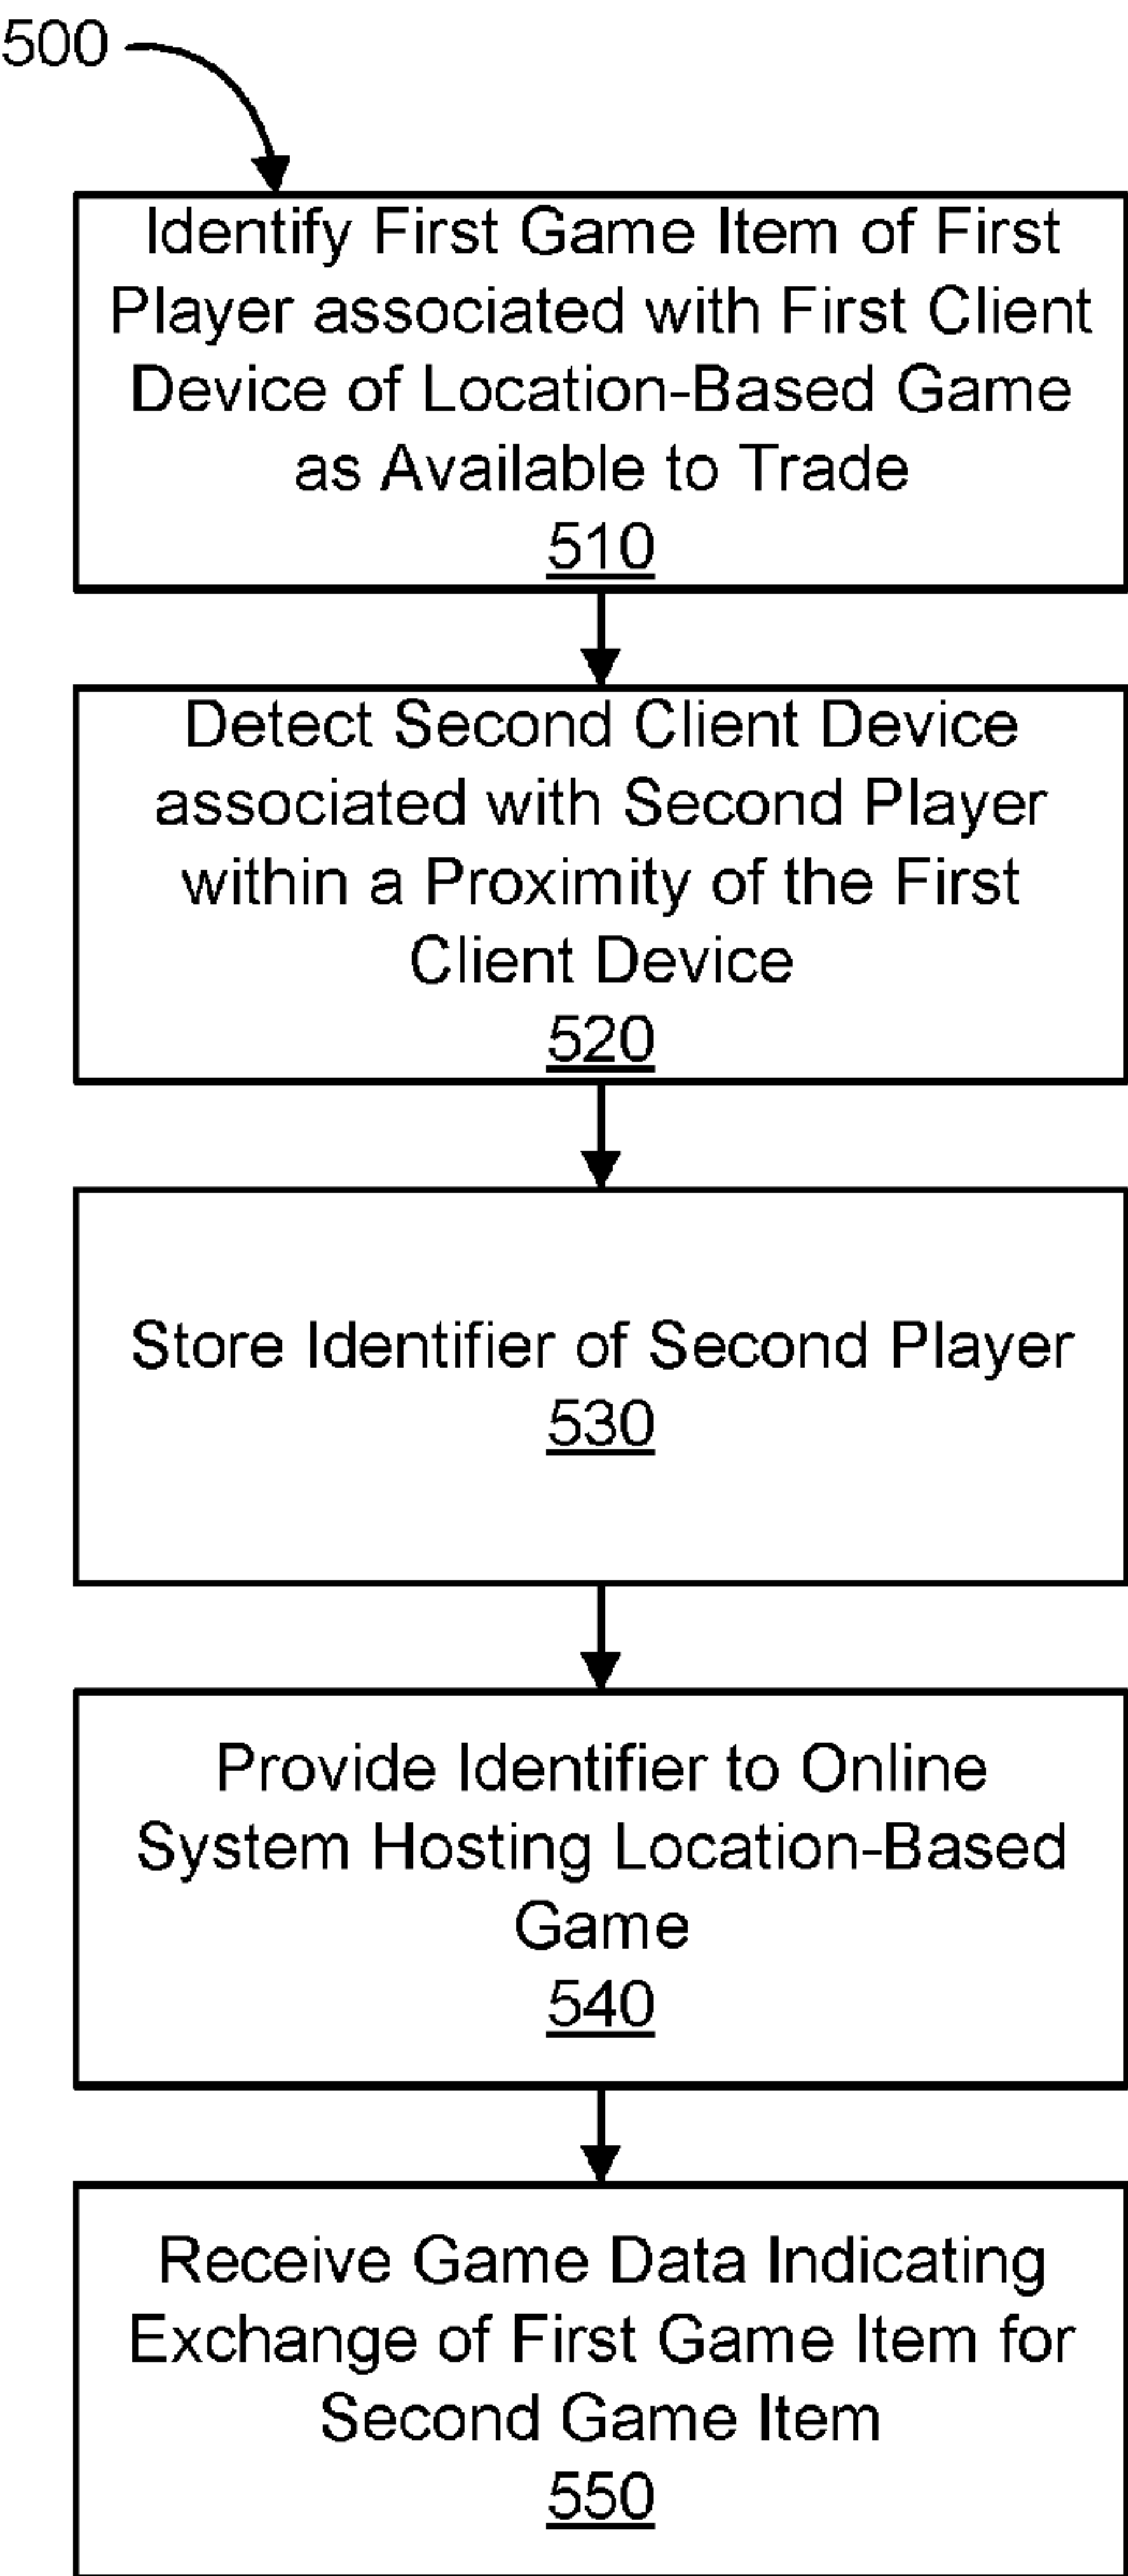 500
Identify First Game Item of First
Player associated with First Client
Device of Location-Based Game
as Available to Trade
510
Detect Second Client Device
associated with Second Player
within a Proximity of the First
Client Device
520
Store Identifier of Second Player
530
Provide Identifier to Online
System Hosting Location-Based
Game
540
Receive Game Data Indicating
Exchange of First Game Item for
Second Game Item
550